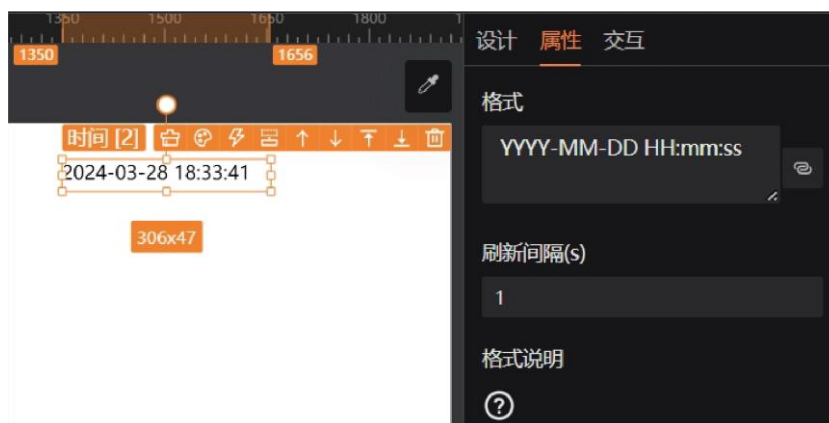 1350 1500 1650 1800 1
1350 1656
时间 [2]
2024-03-28 18:33:41
306x47
设计 属性 交互
格式
YYYY-MM-DD HH:mm:ss
刷新间隔(s)
1
格式说明